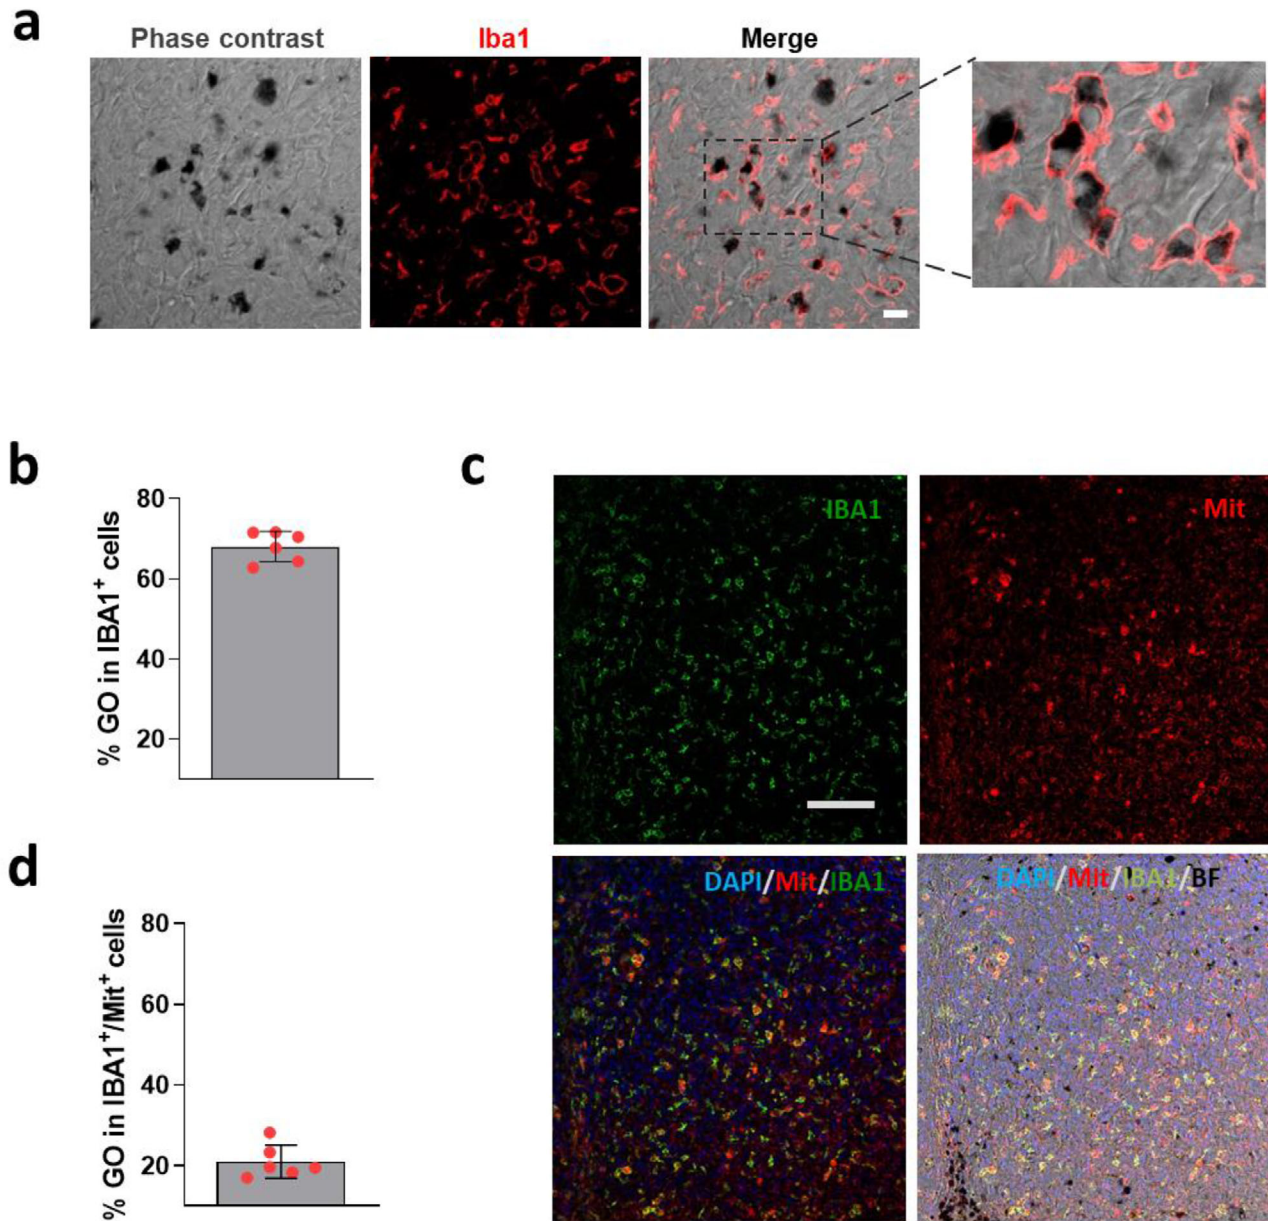 a
Phase contrast
Iba1
Merge
b
% GO in IBA1⁺ cells
80
60
40
20
c
IBA1
Mit
DAPI/Mit/IBA1
DAPI/Mit/IBA1/BF
d
% GO in IBA1⁺/Mit⁺ cells
80
60
40
20